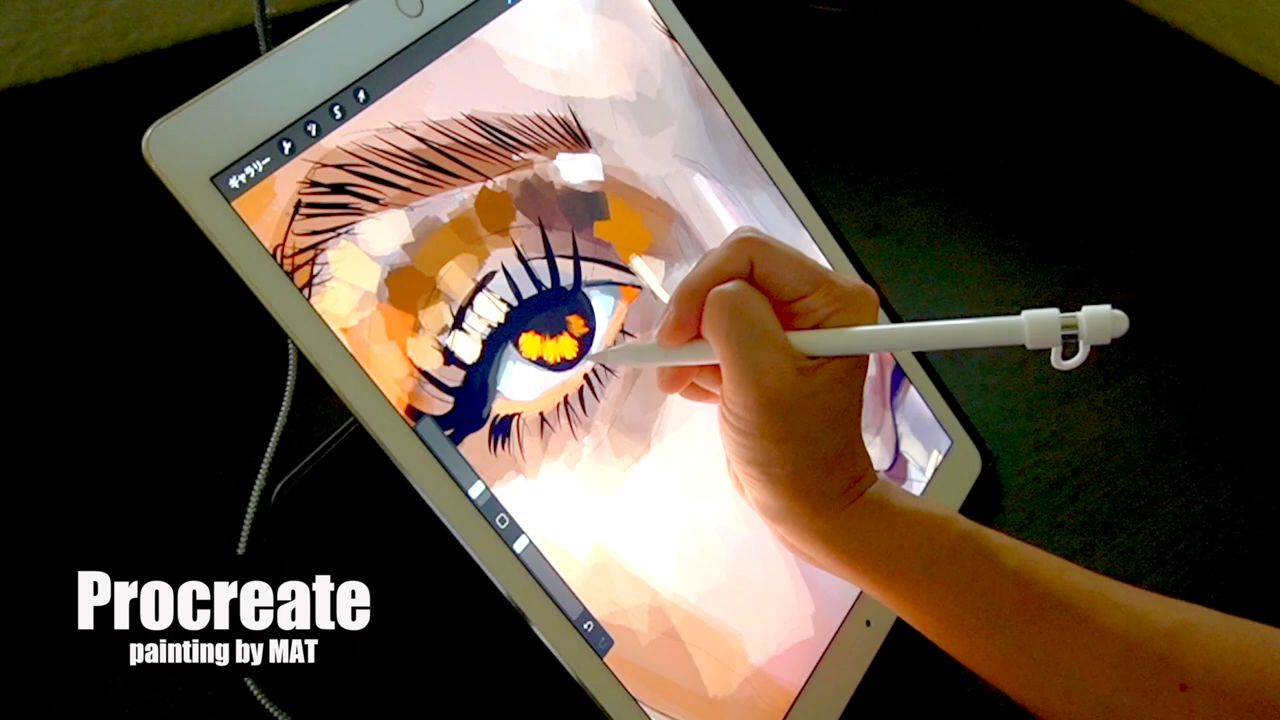 ギャラリー
Procreate
painting by MAT